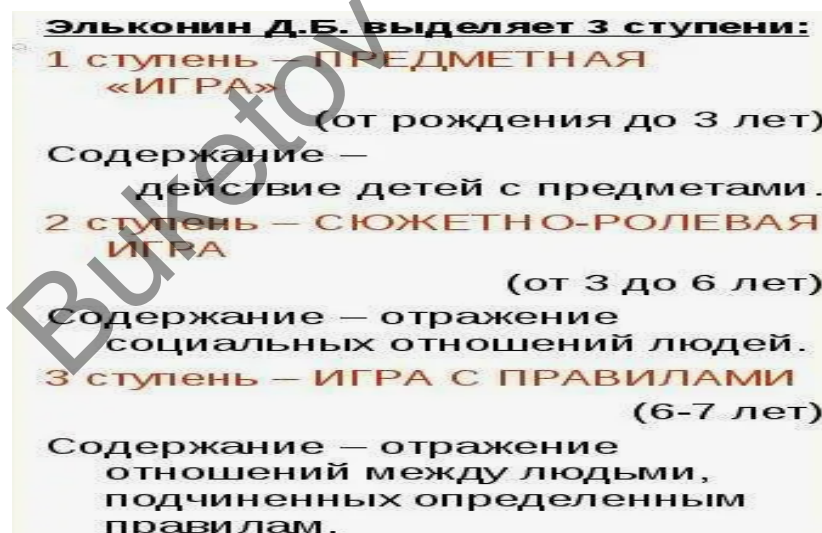 Эльконин Д.Б. выделяет 3 ступени:
1 ступень – ПРЕДМЕТНАЯ
«ИГРА»
(от рождения до 3 лет)
Содержание –
действие детей с предметами.
2 ступень – СЮЖЕТНО-РОЛЕВАЯ
ИГРА
(от 3 до 6 лет)
Содержание – отражение
социальных отношений людей.
3 ступень – ИГРА С ПРАВИЛАМИ
(6-7 лет)
Содержание – отражение
отношений между людьми,
подчиненных определенным
правилам.
Buketov